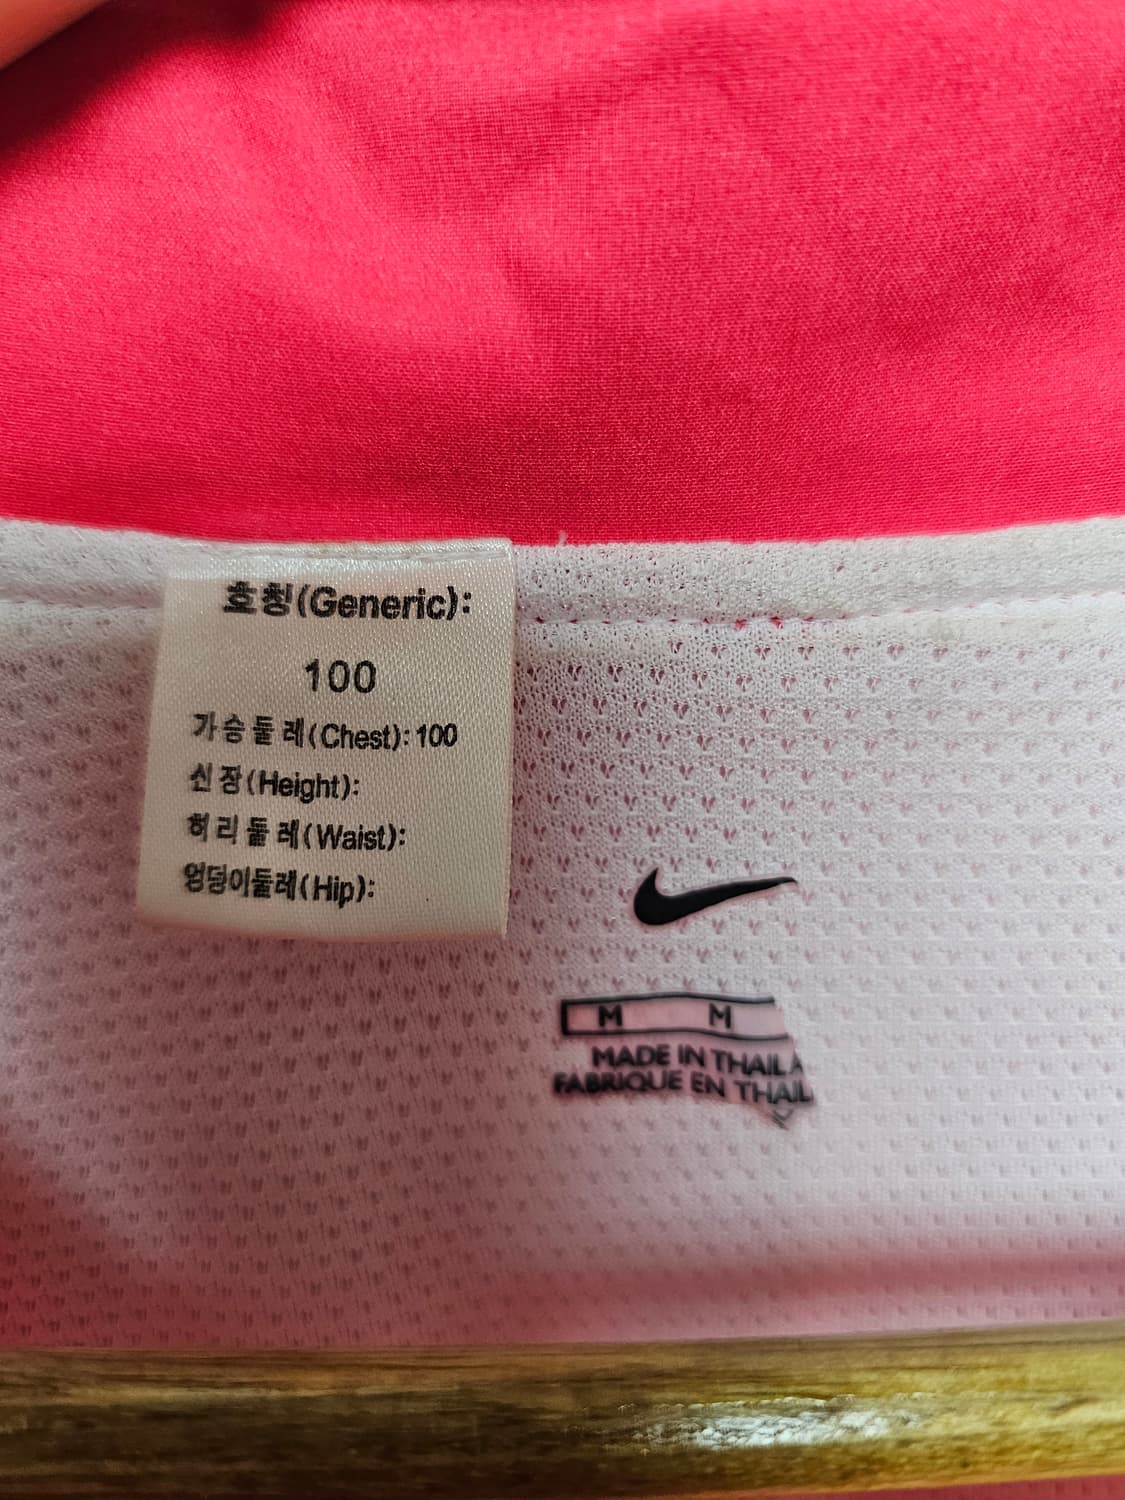 호칭(Generic):
100
가슴둘레(Chest): 100
신장(Height):
허리둘레(Waist):
엉덩이둘레(Hip):
M M
MADE IN THAILA
FABRIQUE EN THAIL